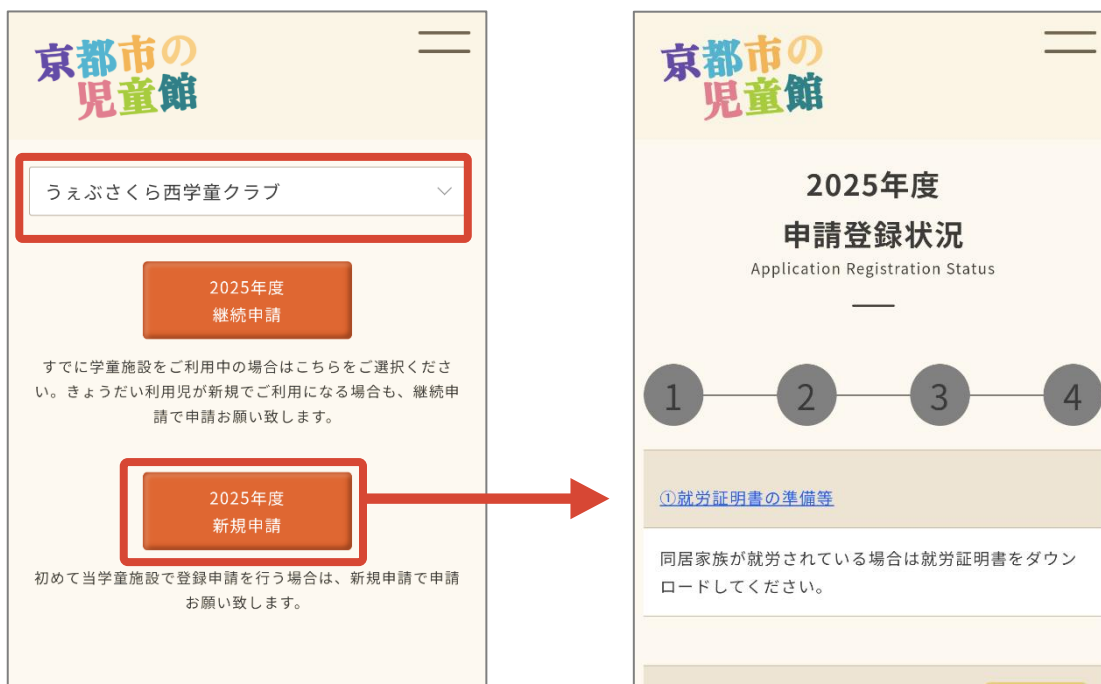 京都市の
児童館
うぇぶさくら西学童クラブ
2025年度
継続申請
すでに学童施設をご利用中の場合はこちらをご選択くださ
い。きょうだい利用児が新規でご利用になる場合も、継続申
請で申請お願い致します。
2025年度
新規申請
初めて当学童施設で登録申請を行う場合は、新規申請で申請
お願い致します。
京都市の
児童館
2025年度
申請登録状況
Application Registration Status
1
2
3
4
①就労証明書の準備等
同居家族が就労されている場合は就労証明書をダウン
ロードしてください。